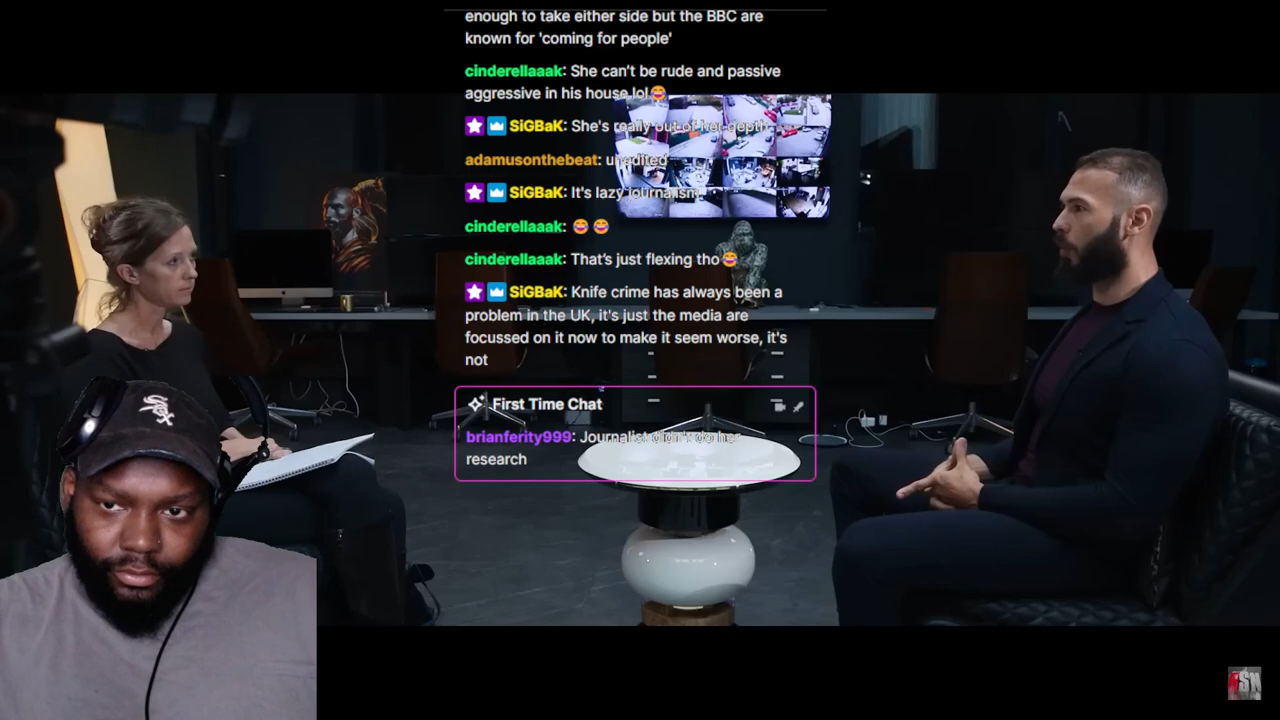 enough to take either side but the BBC are
known for 'coming for people'
cinderellaaak: She can't be rude and passive
aggressive in his house lol😂
SiGBaK: She's really out of her depth
adamusonthebeat: unedited
SiGBaK: It's lazy journalism
cinderellaaak: 😂 😂
cinderellaaak: That's just flexing tho😂
SiGBaK: Knife crime has always been a
problem in the UK, it's just the media are
focussed on it now to make it seem worse, it's
not
First Time Chat
brianferity999: Journalist didn't do her
research
Sox